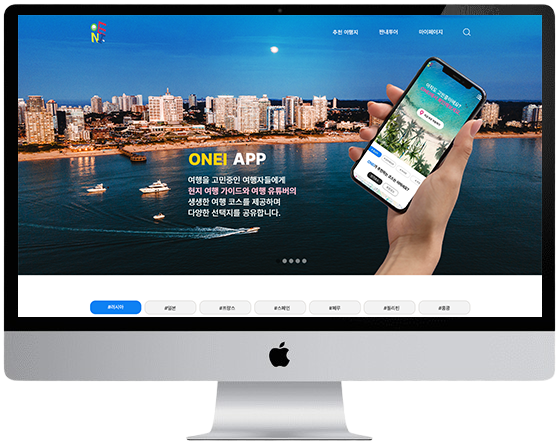 ONEI
추천 여행지
짠내투어
마이페이지
ONEI APP
여행을 고민중인 여행자들에게
현지 여행 가이드와 여행 유튜버의
생생한 여행 코스를 제공하며
다양한 선택지를 공유합니다.
#러시아
#일본
#프랑스
#스페인
#페루
#필리핀
#홍콩